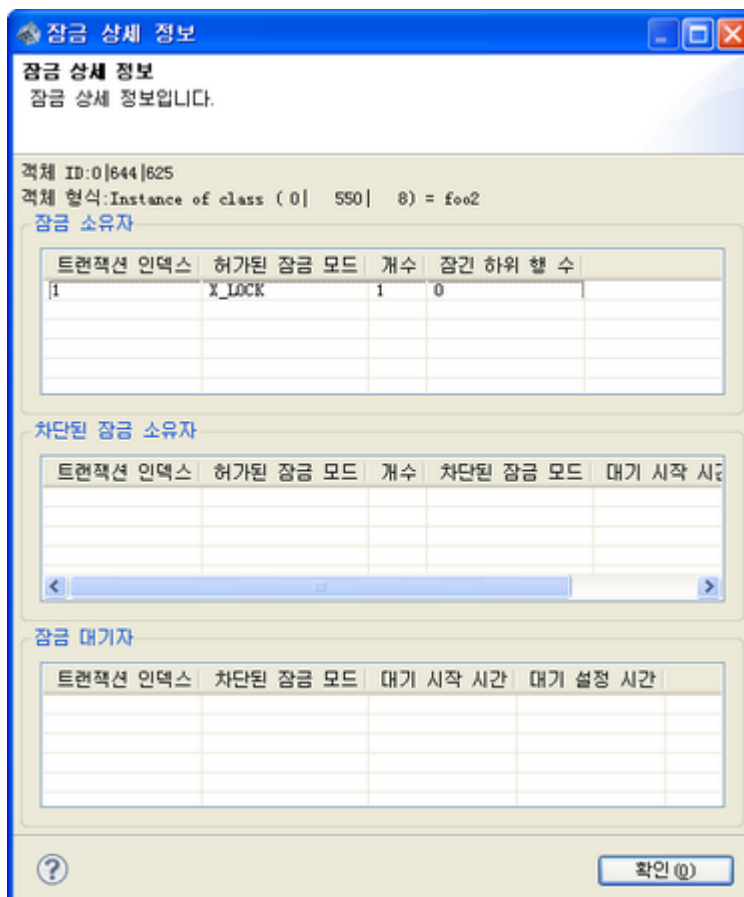 잠금 상세 정보
잠금 상세 정보
잠금 상세 정보입니다.
객체 ID:0|644|625
객체 형식:Instance of class ( 0| 550| 8) = foo2
잠금 소유자
트랜잭션 인덱스 허가된 잠금 모드 개수 잠긴 하위 행 수
1 X_LOCK 1 0
차단된 잠금 소유자
트랜잭션 인덱스 허가된 잠금 모드 개수 차단된 잠금 모드 대기 시작 시간
잠금 대기자
트랜잭션 인덱스 차단된 잠금 모드 대기 시작 시간 대기 설정 시간
확인(O)